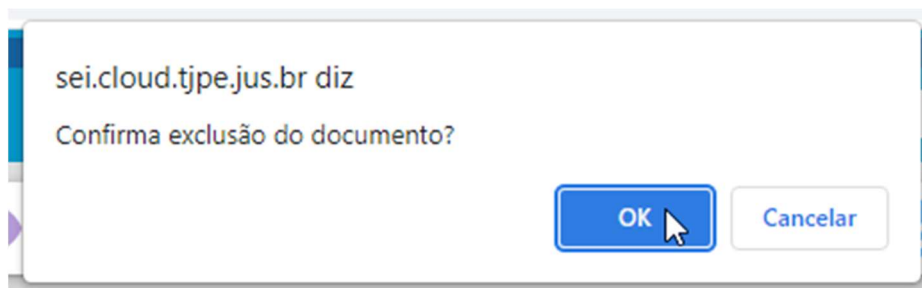 sei.cloud.tjpe.jus.br diz
Confirma exclusão do documento?
OK
Cancelar